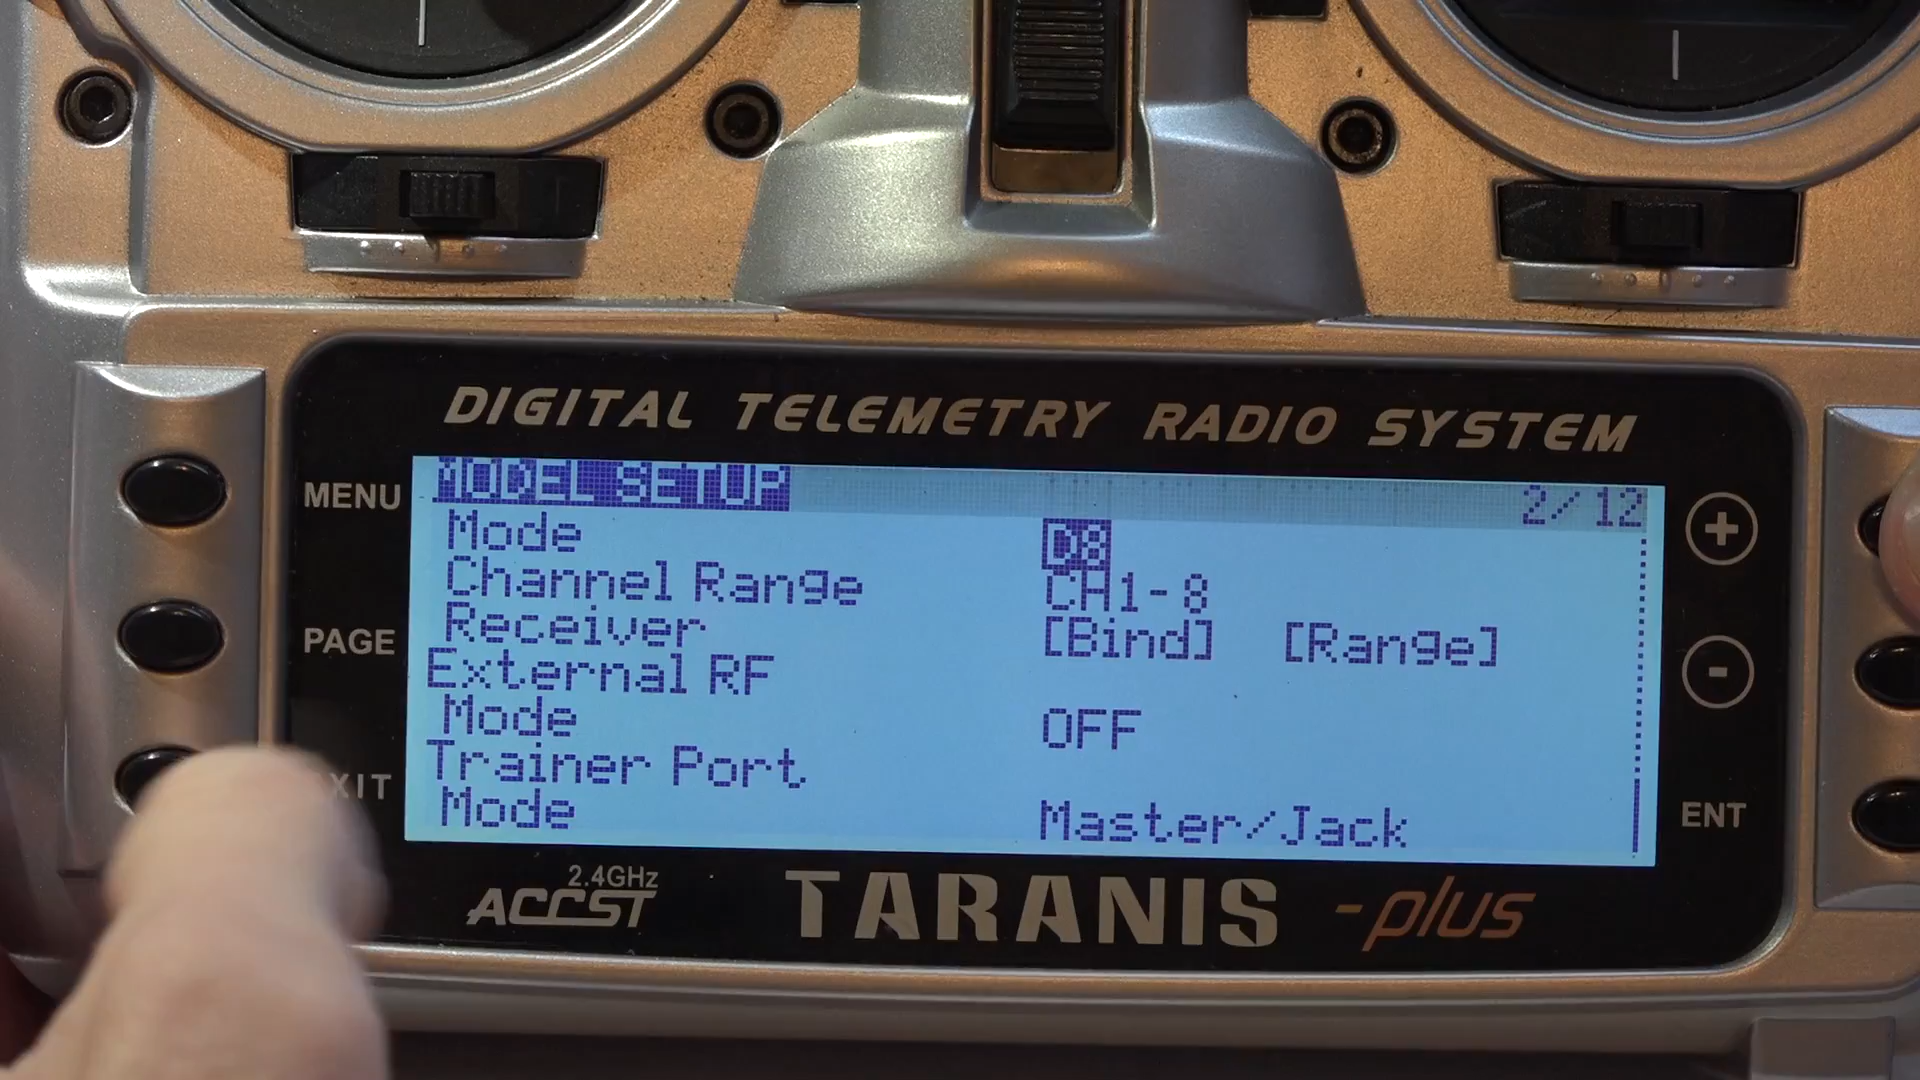 DIGITAL TELEMETRY RADIO SYSTEM
MENU
PAGE
EXIT
MODEL SETUP 2/12
Mode D8
Channel Range CH1-8
Receiver [Bind] [Range]
External RF
Mode OFF
Trainer Port
Mode Master/Jack
+
-
ENT
2.4GHz
ACCST
TARANIS -plus